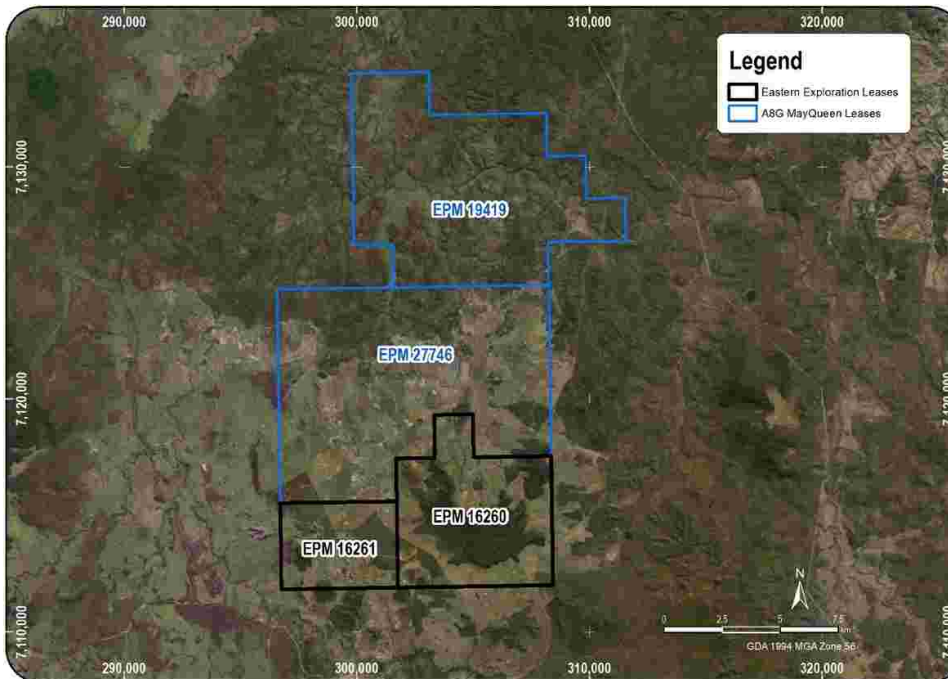 290,000 300,000 310,000 320,000
Legend
Eastern Exploration Leases
A8G MayQueen Leases
7,130,000 7,130,000
EPM 19419
EPM 27746
7,120,000 7,120,000
EPM 16260
EPM 16261
N
0 2.5 5 7.5
km
7,110,000 7,110,000
GDA 1994 MGA Zone 56
290,000 300,000 310,000 320,000